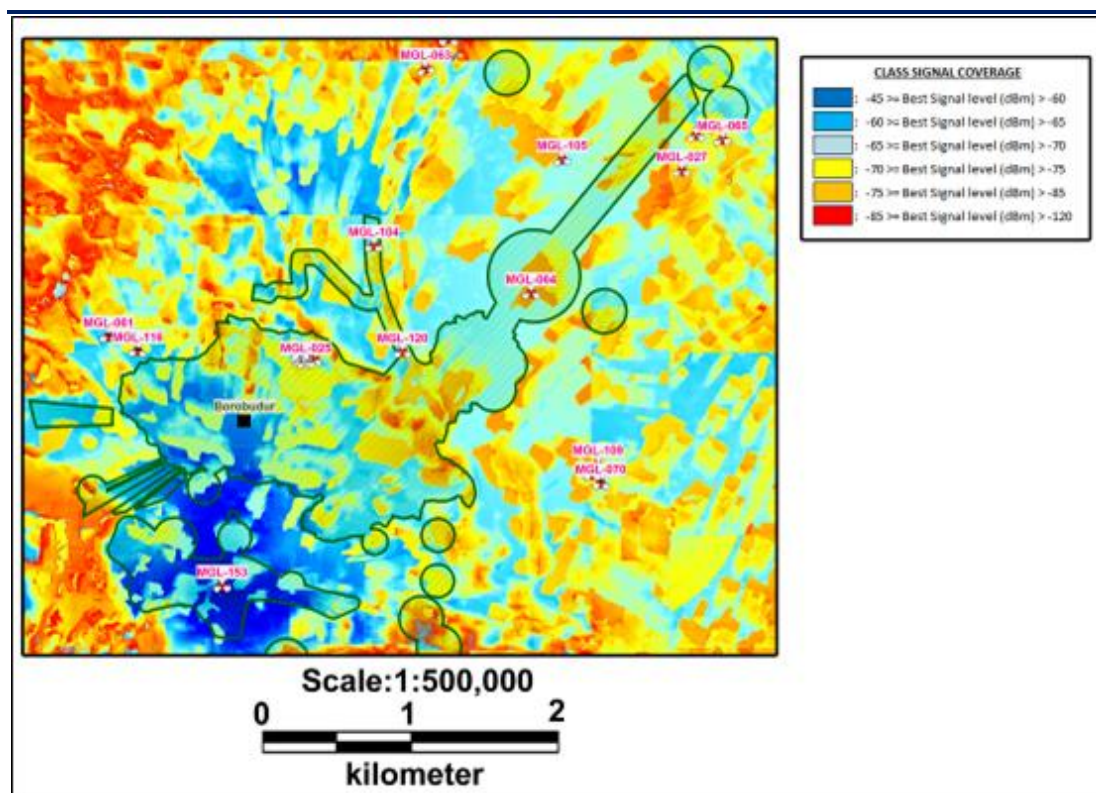 CLASS SIGNAL COVERAGE
: -45 >= Best Signal level (dBm) > -60
: -60 >= Best Signal level (dBm) > -65
: -65 >= Best Signal level (dBm) > -70
: -70 >= Best Signal level (dBm) > -75
: -75 >= Best Signal level (dBm) > -85
: -85 >= Best Signal level (dBm) > -120
MGL-063
MGL-065
MGL-105
MGL-027
MGL-104
MGL-064
MGL-061
MGL-116
MGL-120
MGL-025
Borobudur
MGL-109
MGL-070
MGL-153
Scale:1:500,000
0 1 2
kilometer